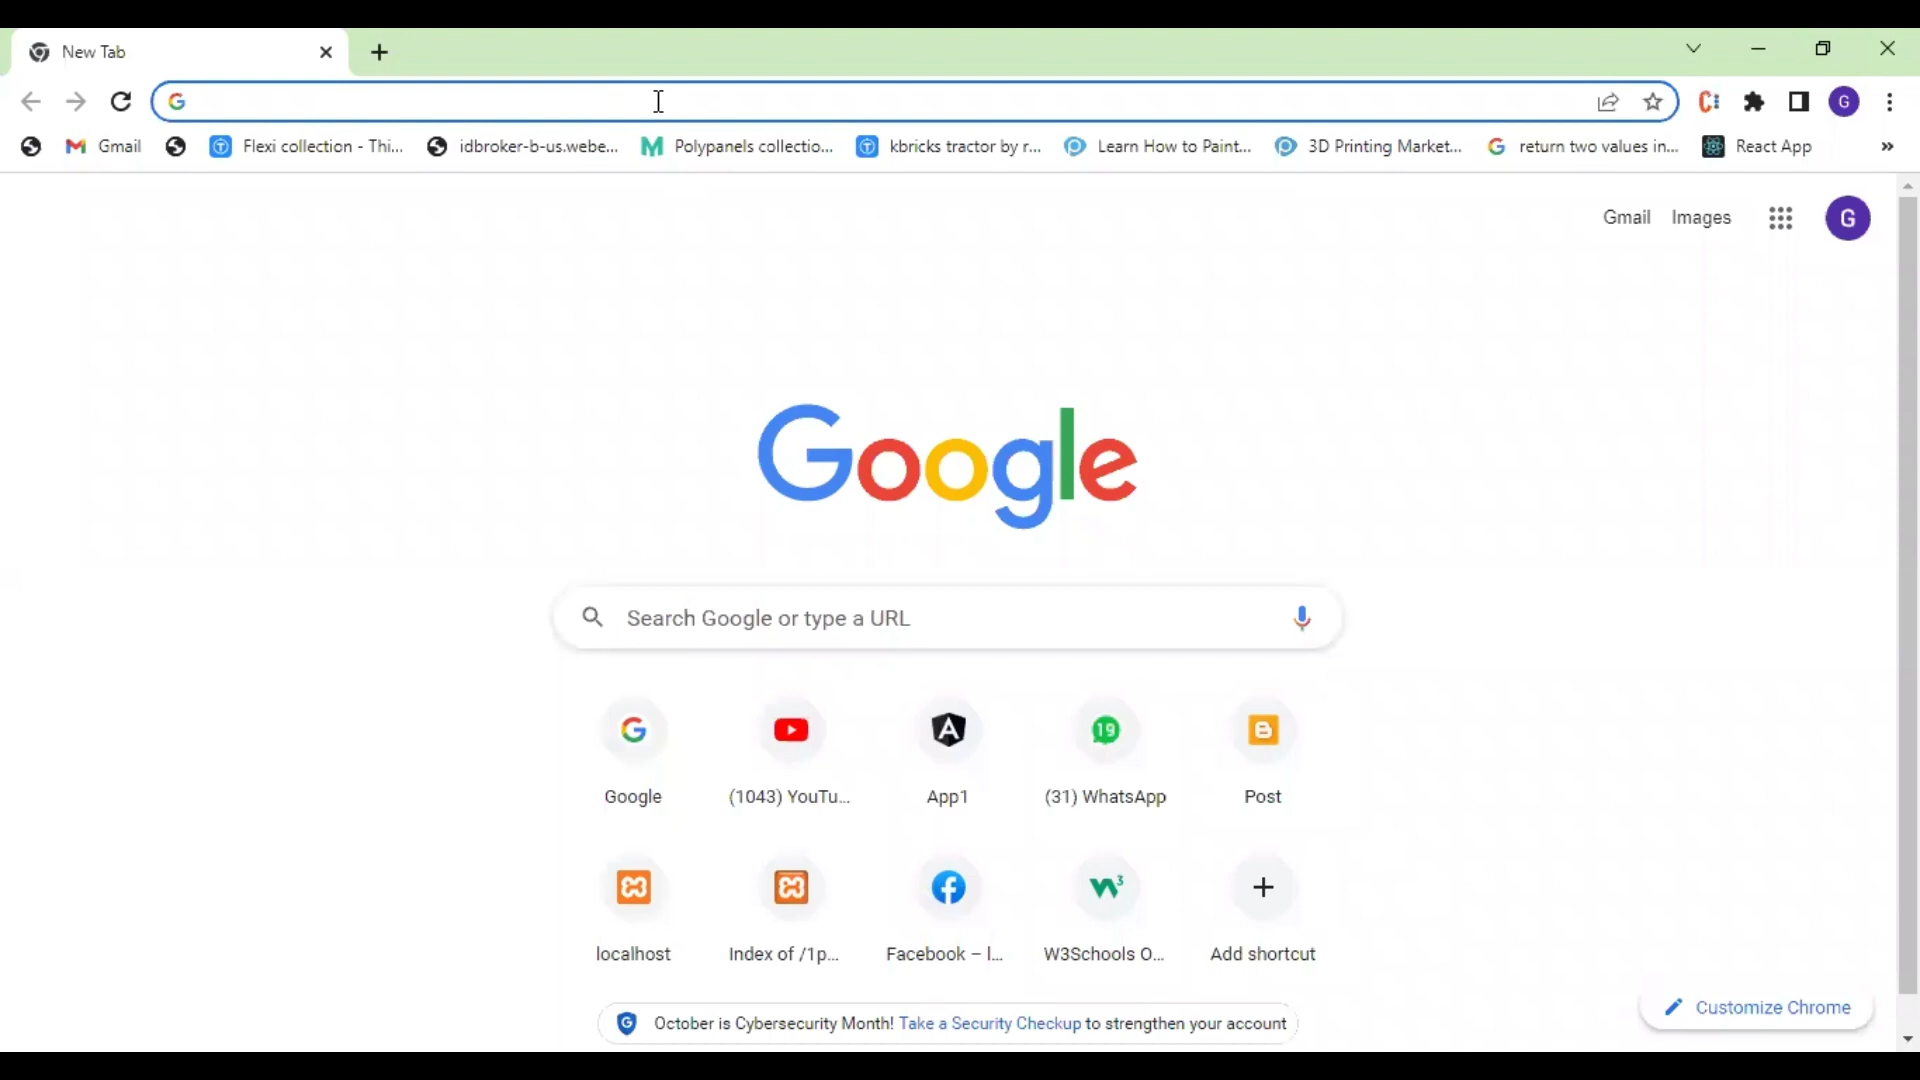 New Tab
Gmail Flexi collection - Thi... idbroker-b-us.webe... Polypanels collectio... kbricks tractor by r... Learn How to Paint... 3D Printing Market... return two values in... React App »
Gmail Images G
Google
Search Google or type a URL
19
Google (1043) YouTu... App1 (31) WhatsApp Post
localhost Index of /1p... Facebook – l... W3Schools O... Add shortcut
October is Cybersecurity Month! Take a Security Checkup to strengthen your account
Customize Chrome